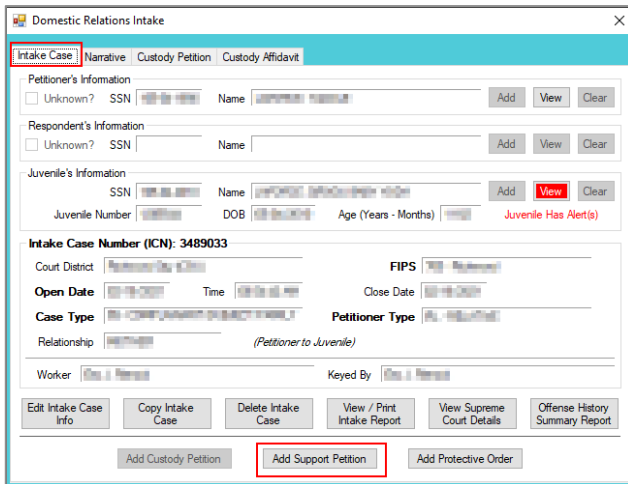 Domestic Relations Intake
Intake Case Narrative Custody Petition Custody Affidavit
Petitioner's Information
Unknown? SSN Name Add View Clear
Respondent's Information
Unknown? SSN Name Add View Clear
Juvenile's Information
SSN Name Add View Clear
Juvenile Number DOB Age (Years - Months) Juvenile Has Alert(s)
Intake Case Number (ICN): 3489033
Court District FIPS
Open Date Time Close Date
Case Type Petitioner Type
Relationship (Petitioner to Juvenile)
Worker Keyed By
Edit Intake Case Info Copy Intake Case Delete Intake Case View / Print Intake Report View Supreme Court Details Offense History Summary Report
Add Custody Petition Add Support Petition Add Protective Order